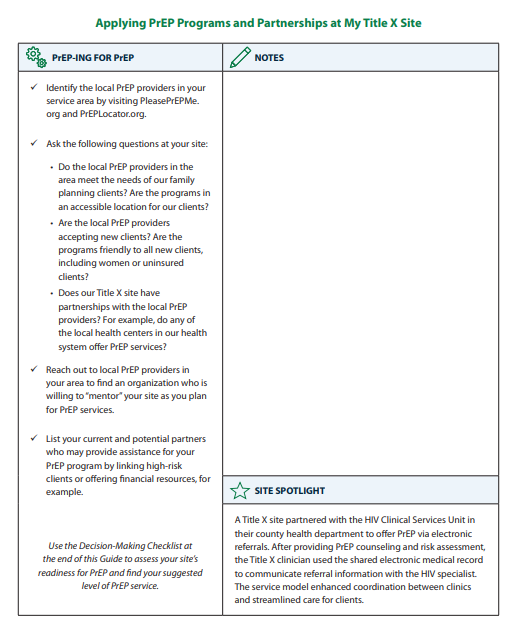 Applying PrEP Programs and Partnerships at My Title X Site
PrEP-ING FOR PrEP
✓ Identify the local PrEP providers in your
service area by visiting PleasePrEPMe.
org and PrEPLocator.org.
✓ Ask the following questions at your site:
• Do the local PrEP providers in the
area meet the needs of our family
planning clients? Are the programs in
an accessible location for our clients?
• Are the local PrEP providers
accepting new clients? Are the
programs friendly to all new clients,
including women or uninsured
clients?
• Does our Title X site have
partnerships with the local PrEP
providers? For example, do any of
the local health centers in our health
system offer PrEP services?
✓ Reach out to local PrEP providers in
your area to find an organization who is
willing to “mentor” your site as you plan
for PrEP services.
✓ List your current and potential partners
who may provide assistance for your
PrEP program by linking high-risk
clients or offering financial resources, for
example.
Use the Decision-Making Checklist at
the end of this Guide to assess your site’s
readiness for PrEP and find your suggested
level of PrEP service.
NOTES
SITE SPOTLIGHT
A Title X site partnered with the HIV Clinical Services Unit in
their county health department to offer PrEP via electronic
referrals. After providing PrEP counseling and risk assessment,
the Title X clinician used the shared electronic medical record
to communicate referral information with the HIV specialist.
The service model enhanced coordination between clinics
and streamlined care for clients.